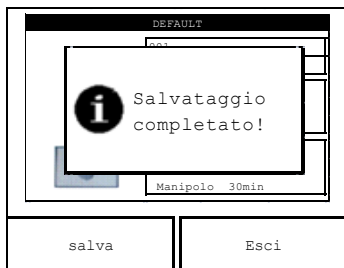 DEFAULT
001
Salvataggio
completato!
Manipolo 30min
salva
Esci